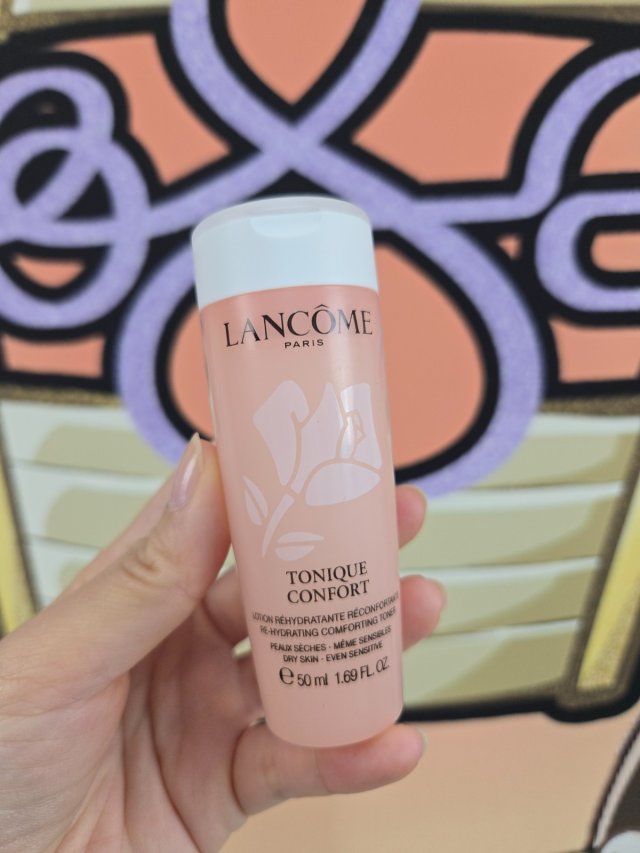 LANCÔME
PARIS
TONIQUE
CONFORT
LOTION RÉHYDRATANTE RÉCONFORTANTE
RE-HYDRATING COMFORTING TONER
PEAUX SÈCHES - MÊME SENSIBLES
DRY SKIN - EVEN SENSITIVE
℮ 50 ml 1.69 FL. OZ.